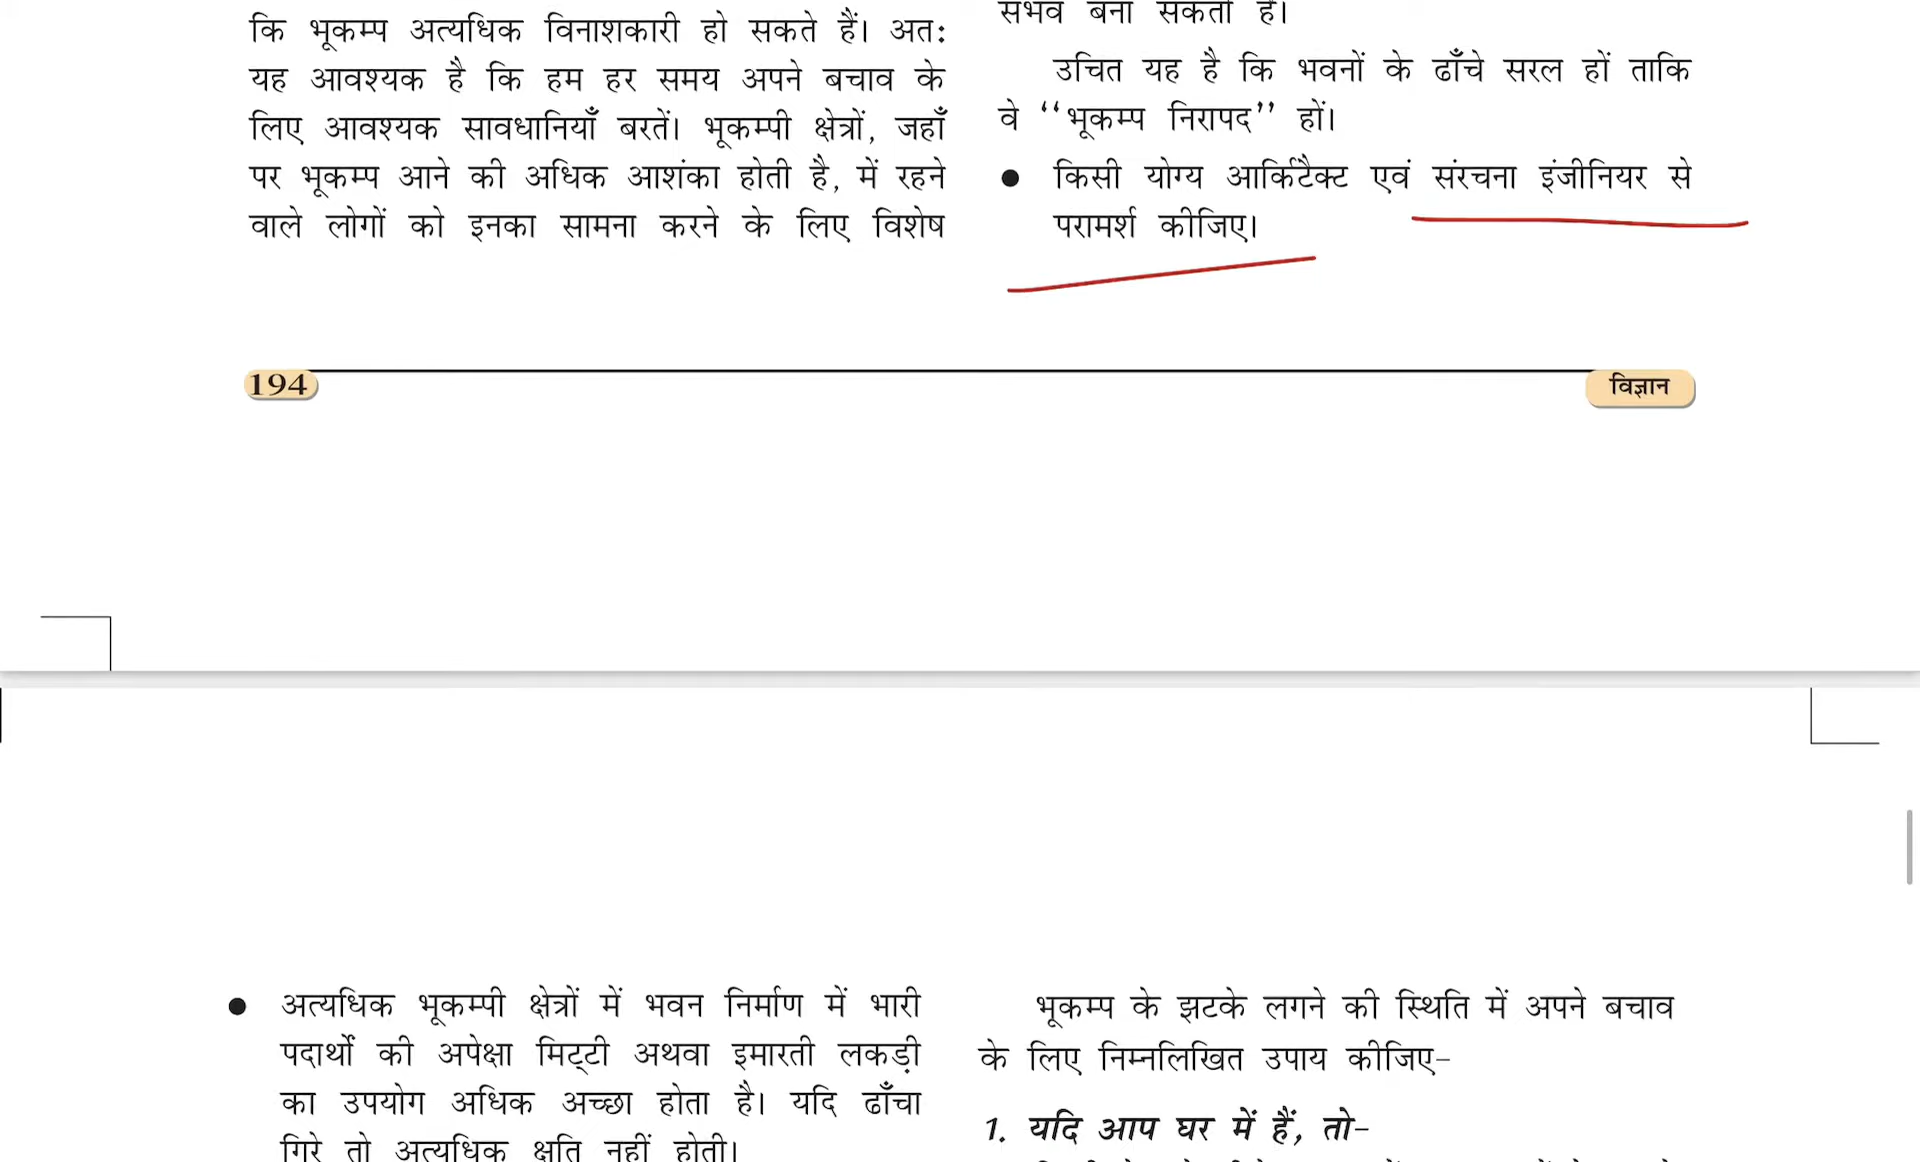 कि भूकम्प अत्यधिक विनाशकारी हो सकते हैं। अत:
यह आवश्यक है कि हम हर समय अपने बचाव के
लिए आवश्यक सावधानियाँ बरतें। भूकम्पी क्षेत्रों, जहाँ
पर भूकम्प आने की अधिक आशंका होती है, में रहने
वाले लोगों को इनका सामना करने के लिए विशेष
संभव बना सकती है।
उचित यह है कि भवनों के ढाँचे सरल हों ताकि
वे ‘‘भूकम्प निरापद’’ हों।
● किसी योग्य आर्किटैक्ट एवं संरचना इंजीनियर से
परामर्श कीजिए।
194
विज्ञान
● अत्यधिक भूकम्पी क्षेत्रों में भवन निर्माण में भारी
पदार्थों की अपेक्षा मिट्टी अथवा इमारती लकड़ी
का उपयोग अधिक अच्छा होता है। यदि ढाँचा
गिरे तो अत्यधिक क्षति नहीं होती।
भूकम्प के झटके लगने की स्थिति में अपने बचाव
के लिए निम्नलिखित उपाय कीजिए–
1. यदि आप घर में हैं, तो–